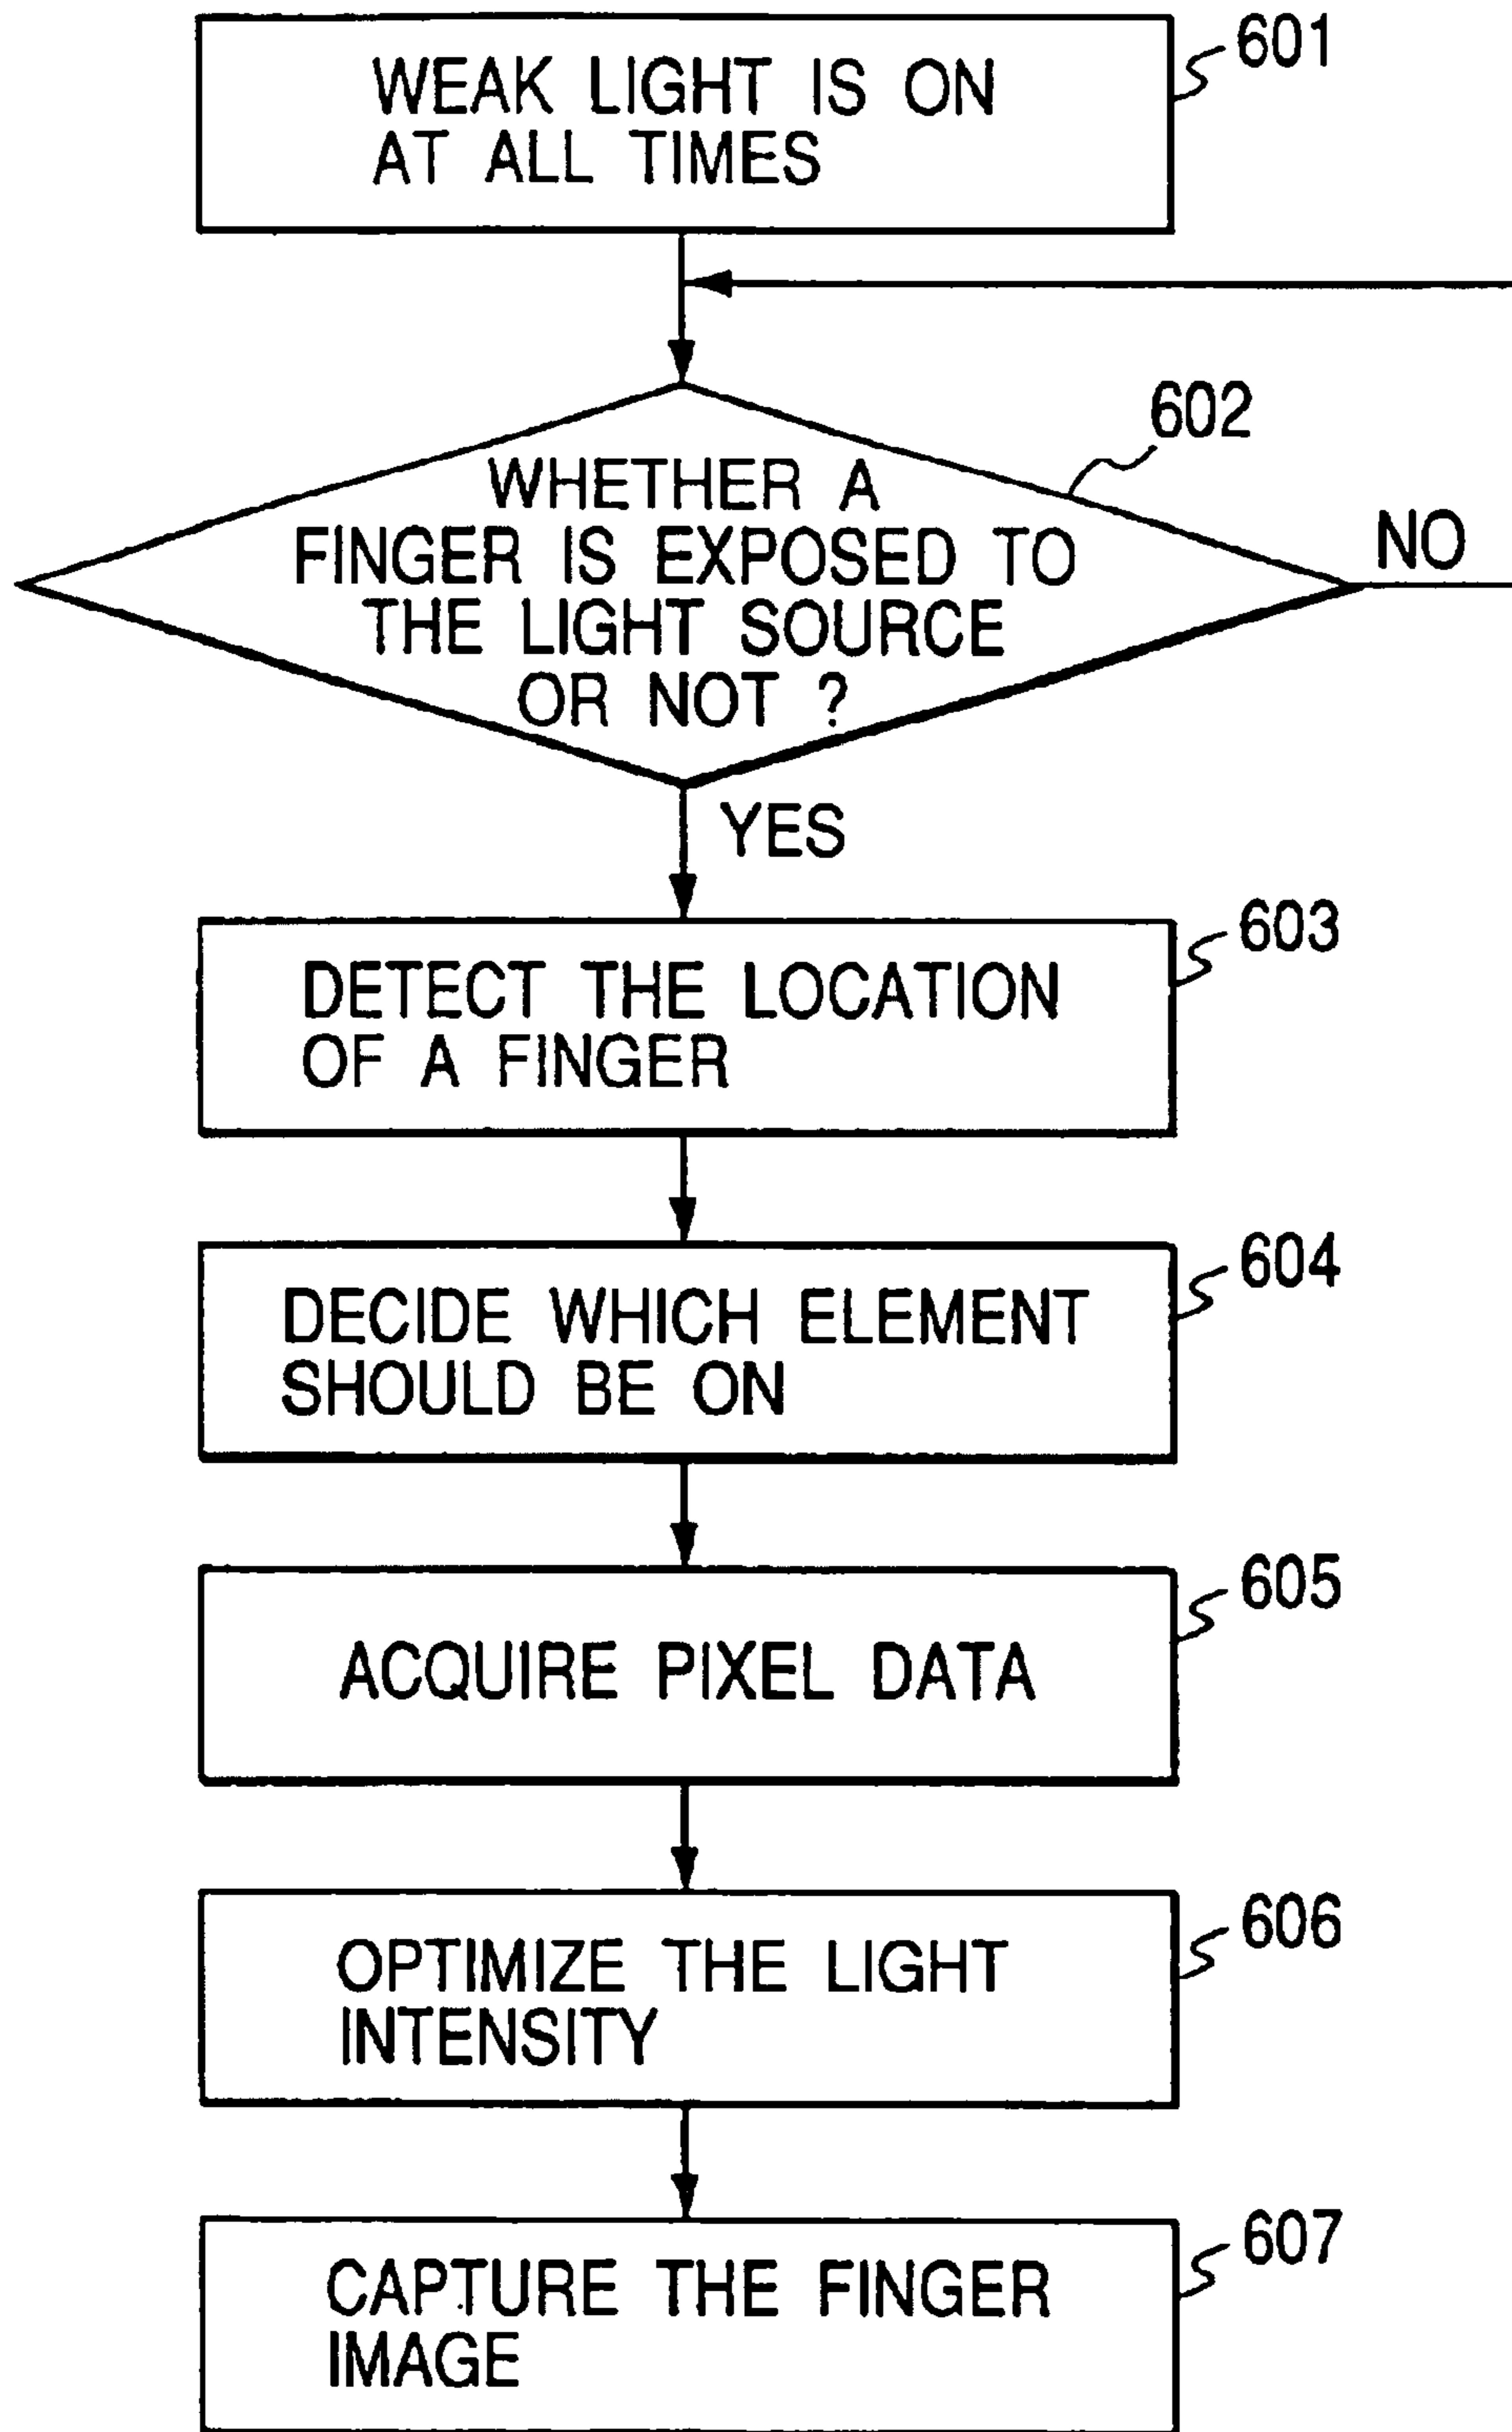 WEAK LIGHT IS ON
AT ALL TIMES
601
602
WHETHER A
FINGER IS EXPOSED TO
THE LIGHT SOURCE
OR NOT ?
NO
YES
603
DETECT THE LOCATION
OF A FINGER
604
DECIDE WHICH ELEMENT
SHOULD BE ON
605
ACQUIRE PIXEL DATA
606
OPTIMIZE THE LIGHT
INTENSITY
607
CAPTURE THE FINGER
IMAGE